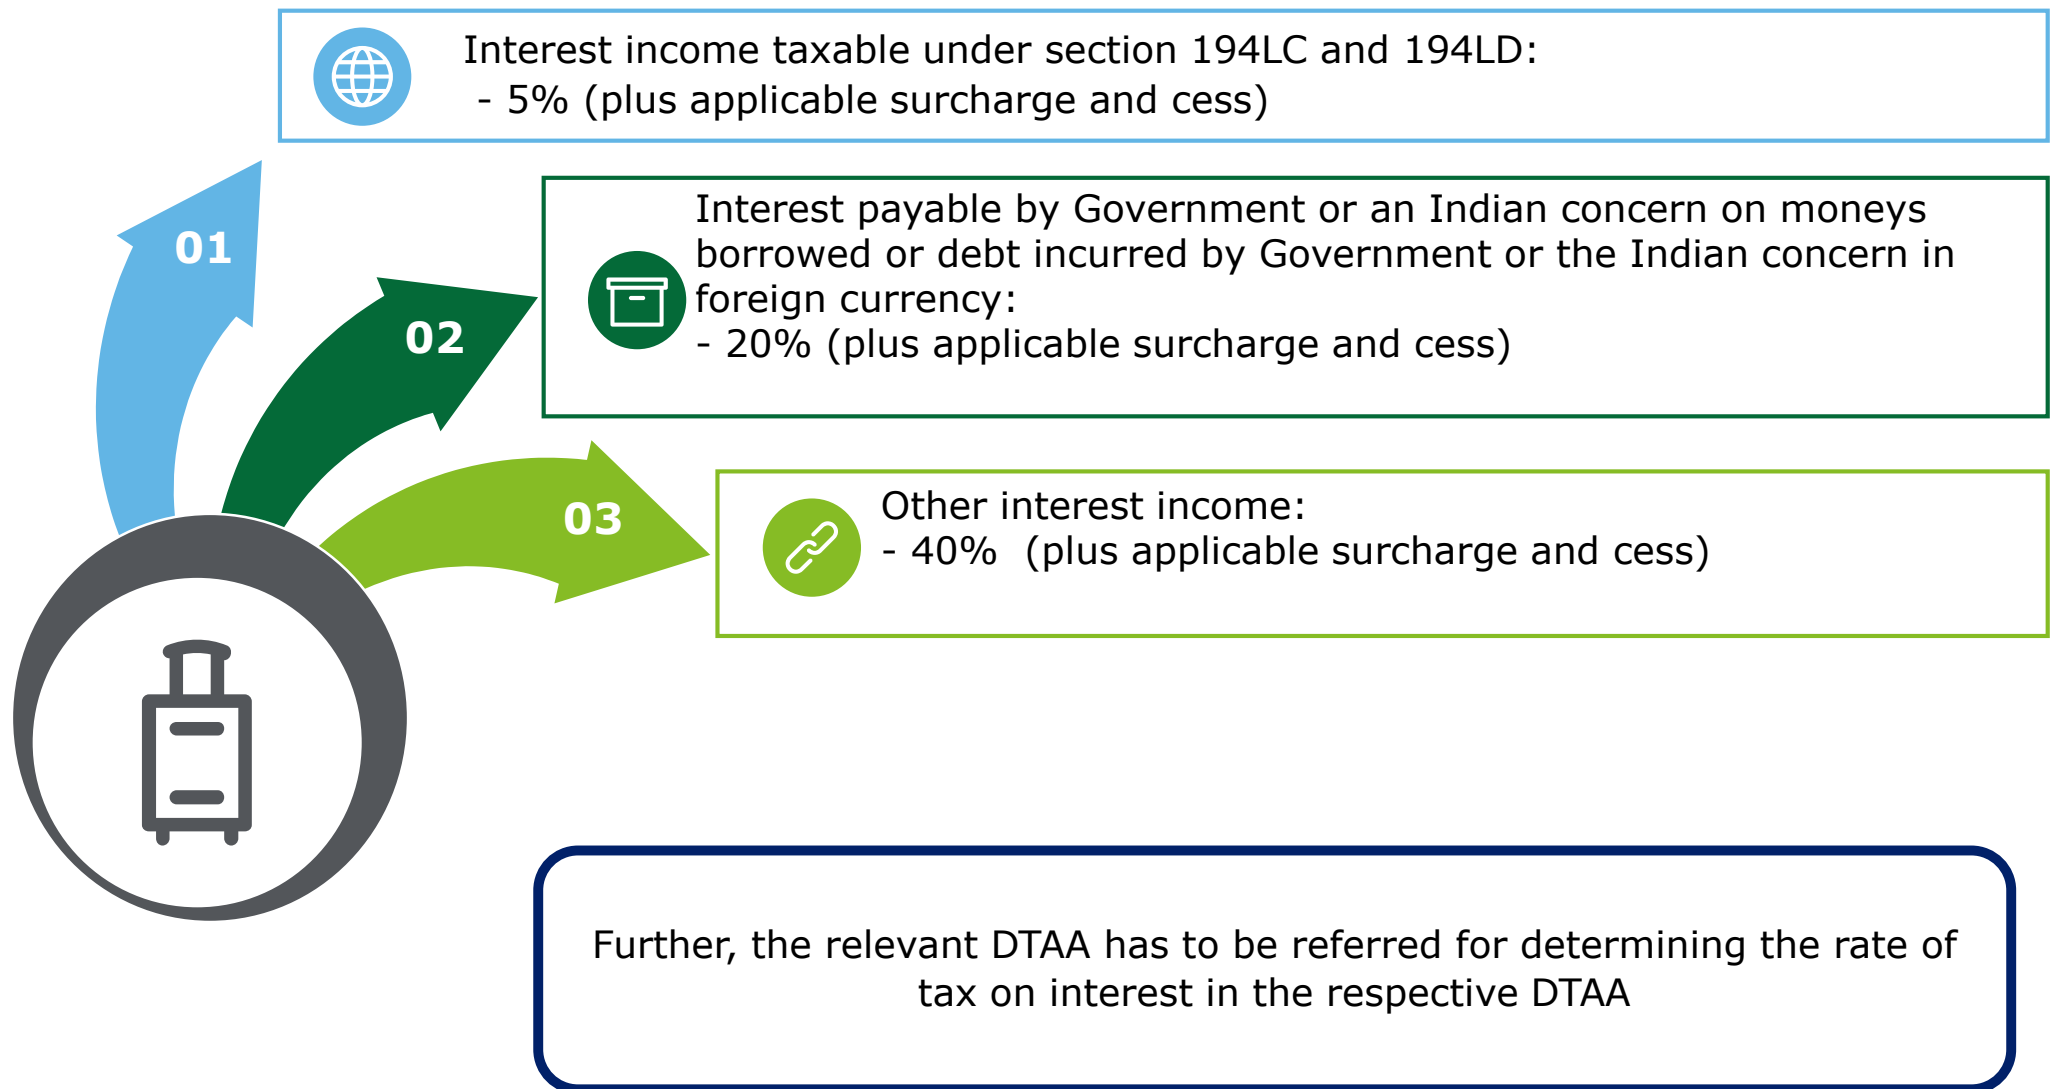 Interest income taxable under section 194LC and 194LD:
- 5% (plus applicable surcharge and cess)
01
Interest payable by Government or an Indian concern on moneys
borrowed or debt incurred by Government or the Indian concern in
foreign currency:
- 20% (plus applicable surcharge and cess)
02
03
Other interest income:
- 40% (plus applicable surcharge and cess)
Further, the relevant DTAA has to be referred for determining the rate of
tax on interest in the respective DTAA